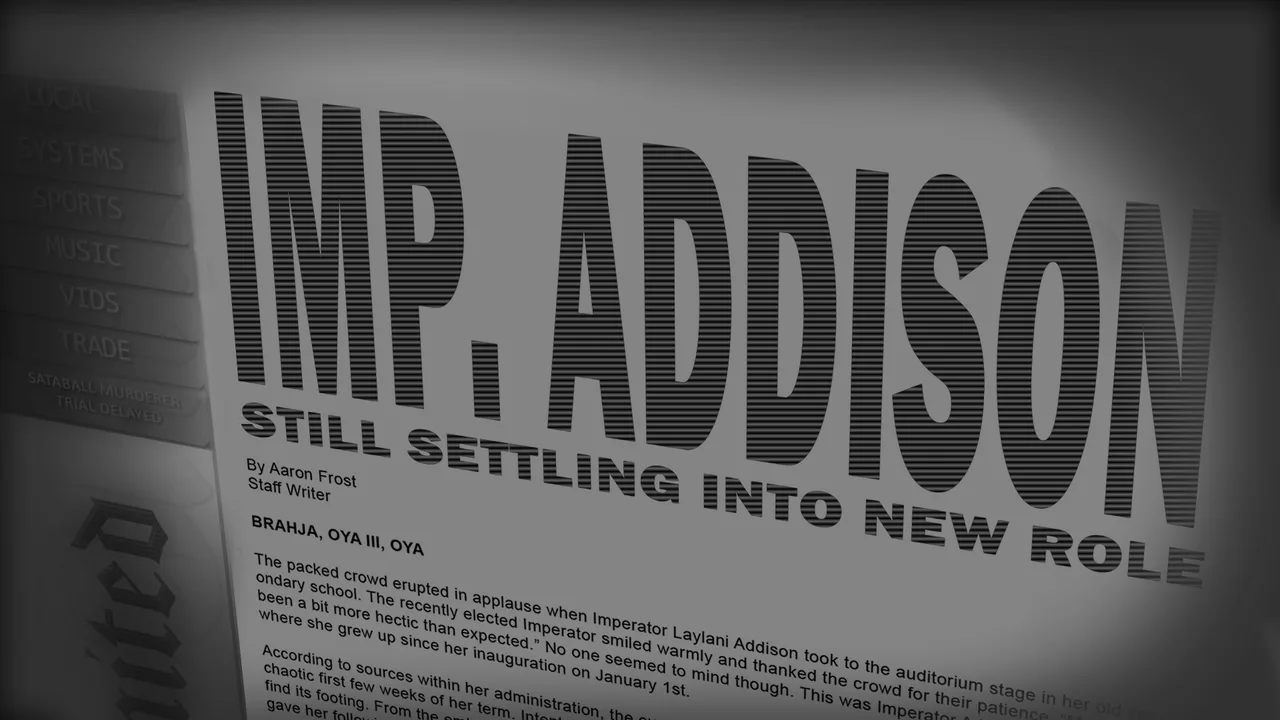 LOCAL
SYSTEMS
SPORTS
MUSIC
VIDS
TRADE
SATABALL MURDERER
TRIAL DELAYED
IMP. ADDISON
STILL SETTLING INTO NEW ROLE
By Aaron Frost
Staff Writer
BRAHJA, OYA III, OYA
The packed crowd erupted in applause when Imperator Laylani Addison took to the auditorium stage in her old
ondary school. The recently elected Imperator smiled warmly and thanked the crowd for their patience.
been a bit more hectic than expected.” No one seemed to mind though. This was Imperator
where she grew up since her inauguration on January 1st.
According to sources within her administration, the
chaotic first few weeks of her term.
find its footing. From the
gave her